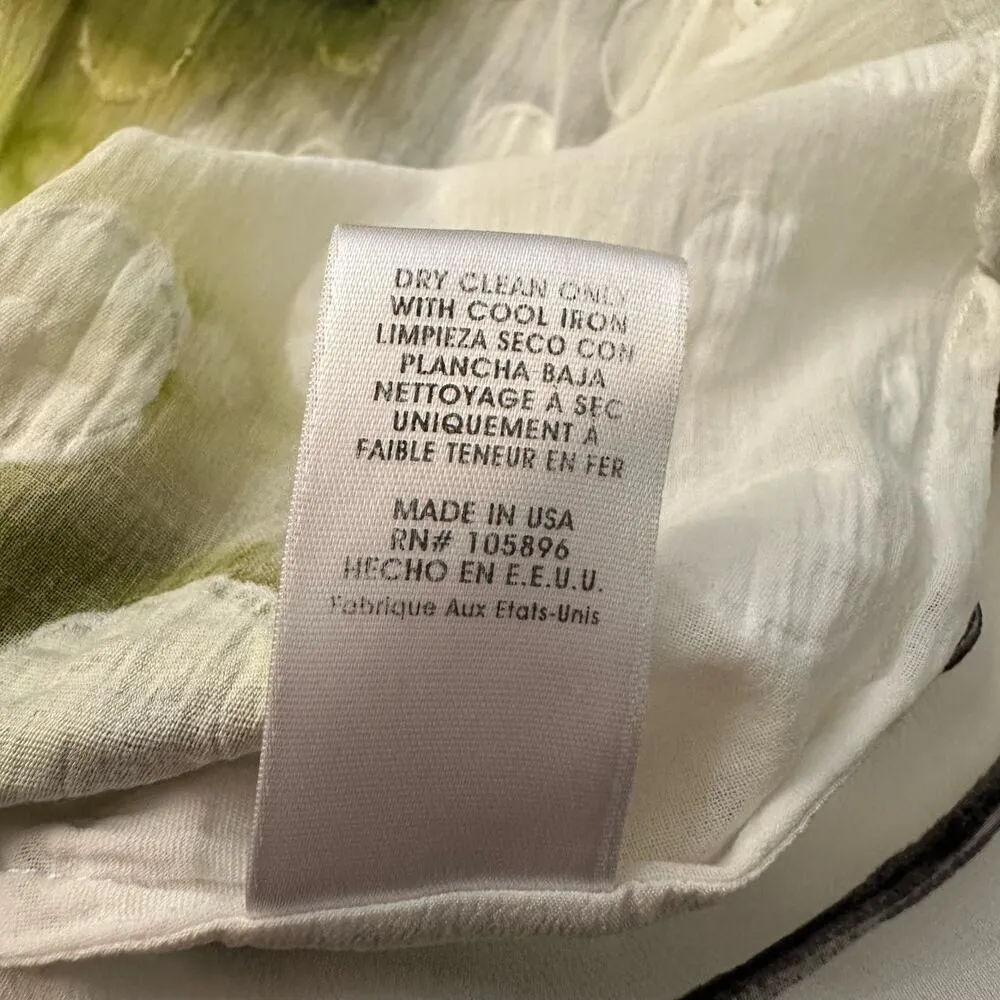 DRY CLEAN ONLY
WITH COOL IRON
LIMPIEZA SECO CON
PLANCHA BAJA
NETTOYAGE À SEC
UNIQUEMENT À
FAIBLE TENEUR EN FER
MADE IN USA
RN# 105896
HECHO EN E.E.U.U.
Fabrique Aux Etats-Unis